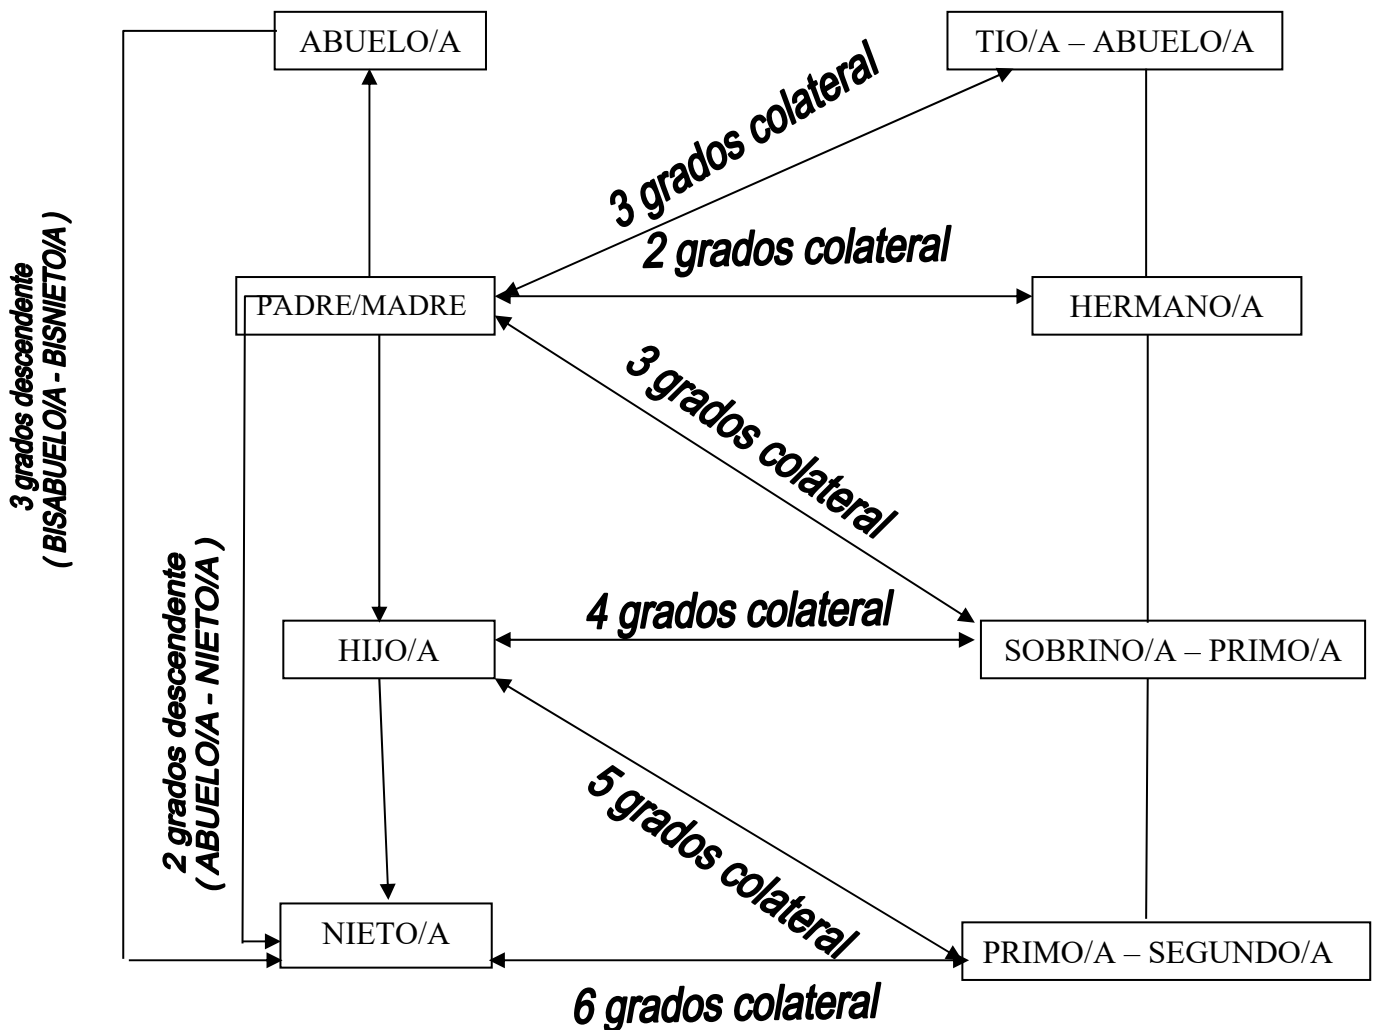 ABUELO/A
TIO/A – ABUELO/A
3 grados colateral
2 grados colateral
PADRE/MADRE
HERMANO/A
3 grados descendente
( BISABUELO/A - BISNIETO/A )
3 grados colateral
2 grados descendente
( ABUELO/A - NIETO/A )
4 grados colateral
HIJO/A
SOBRINO/A – PRIMO/A
5 grados colateral
NIETO/A
PRIMO/A – SEGUNDO/A
6 grados colateral